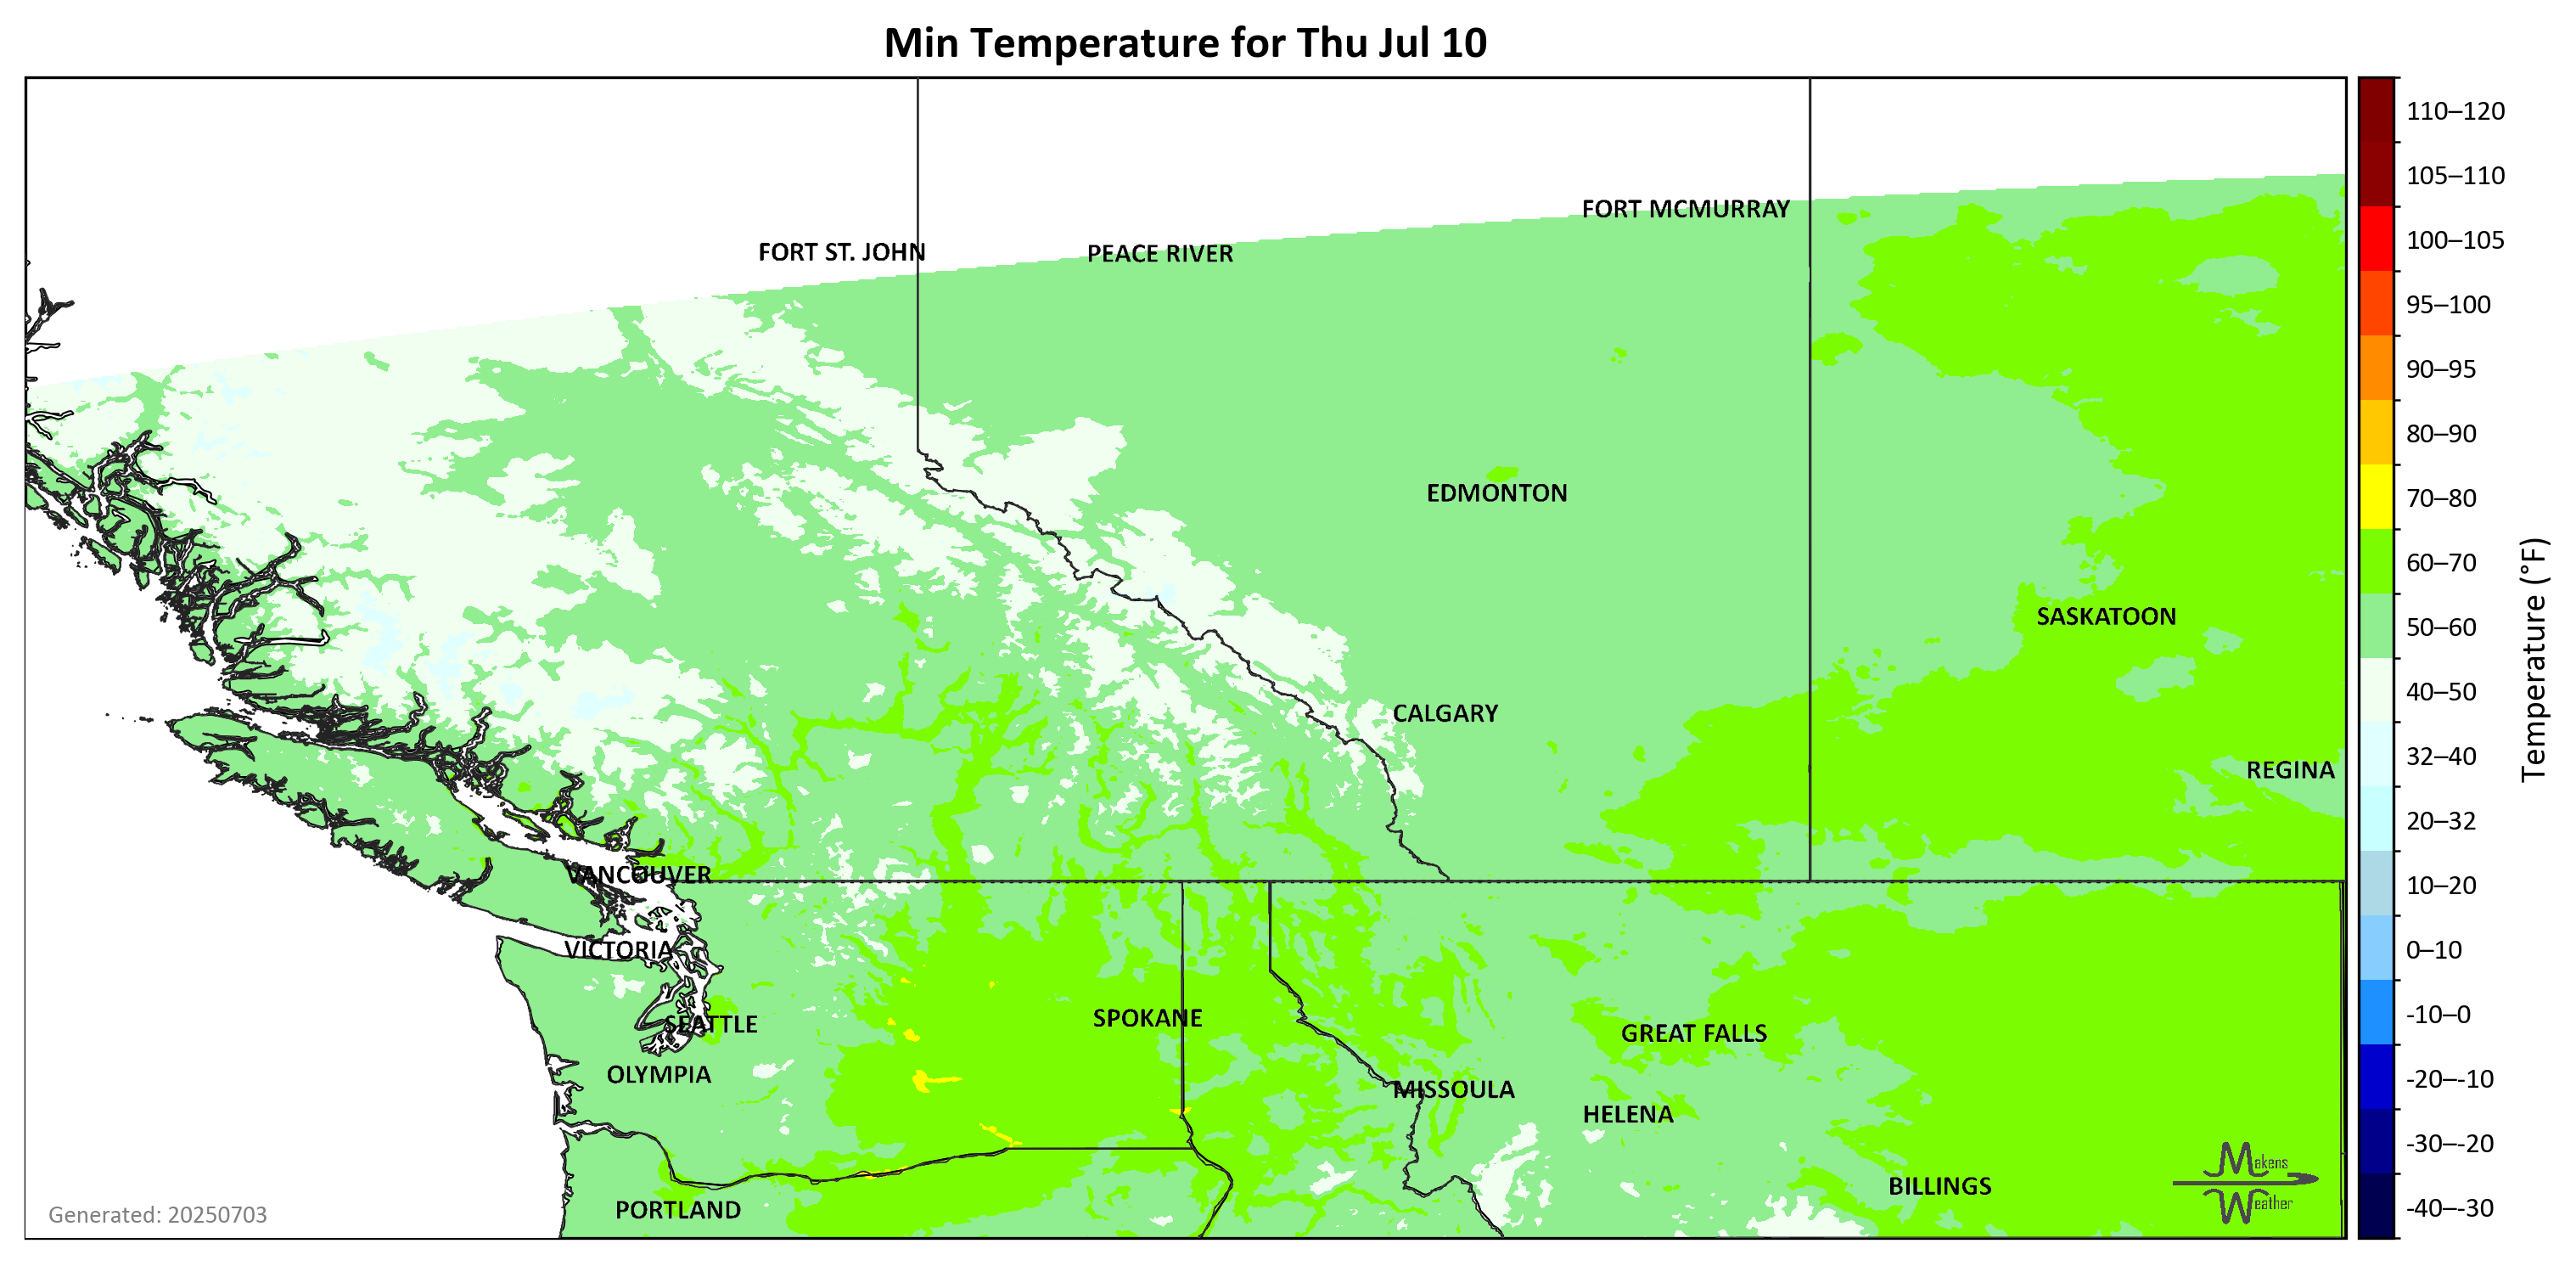 Min Temperature for Thu Jul 10
FORT MCMURRAY
FORT ST. JOHN
PEACE RIVER
EDMONTON
SASKATOON
CALGARY
REGINA
VANCOUVER
VICTORIA
SEATTLE
SPOKANE
GREAT FALLS
OLYMPIA
MISSOULA
HELENA
BILLINGS
PORTLAND
Makens
Weather
Generated: 20250703
110–120
105–110
100–105
95–100
90–95
80–90
70–80
60–70
50–60
40–50
32–40
20–32
10–20
0–10
-10–0
-20–-10
-30–-20
-40–-30
Temperature (°F)